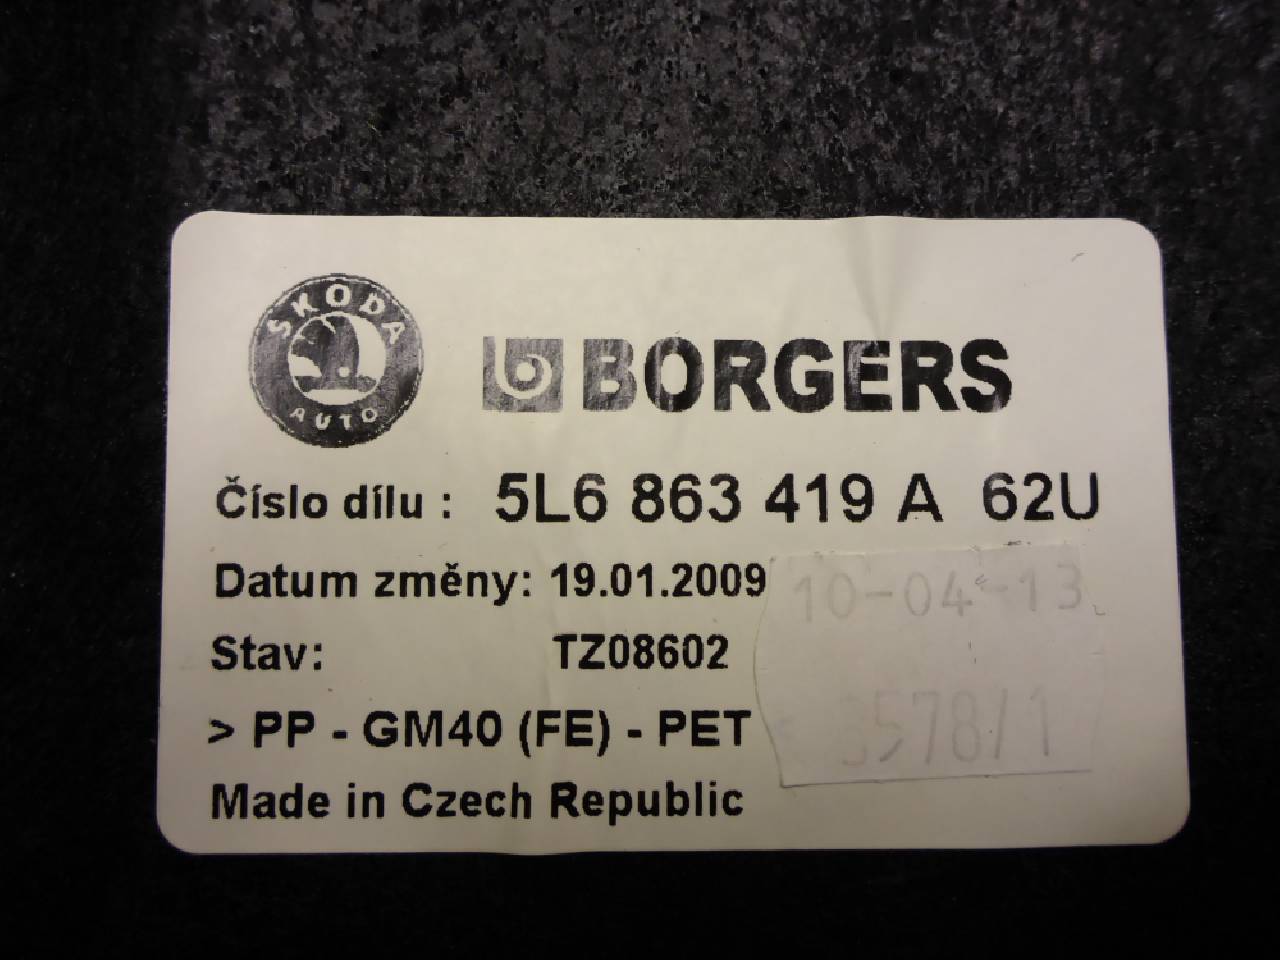 ŠKODA
AUTO
BORGERS
Číslo dílu : 5L6 863 419 A 62U
Datum změny: 19.01.2009
10-04-13
Stav: TZ08602
> PP - GM40 (FE) - PET
Made in Czech Republic